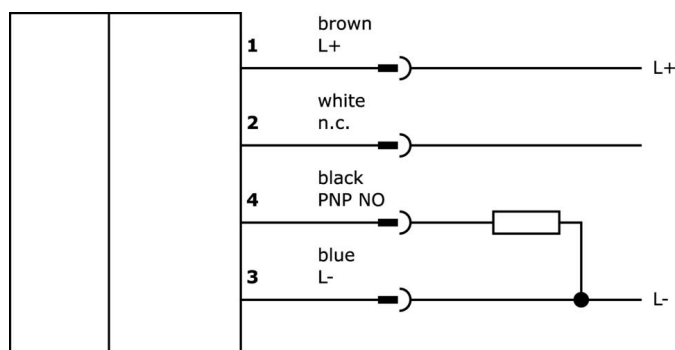 brown
1 L+
L+
white
2 n.c.
black
4 PNP NO
blue
3 L-
L-